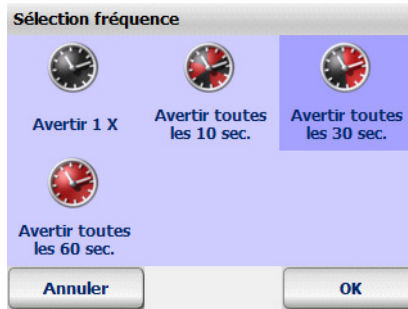 Sélection fréquence
Avertir 1 X
Avertir toutes
les 10 sec.
Avertir toutes
les 30 sec.
Avertir toutes
les 60 sec.
Annuler
OK